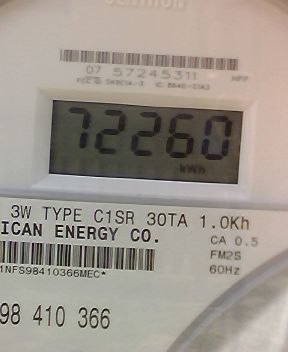 07 57245311 HPP
72260
kWh
3W TYPE C1SR 30TA 1.0Kh
ICAN ENERGY CO.
CA 0.5
FM2S
60Hz
1NFS98410366MEC*
98 410 366